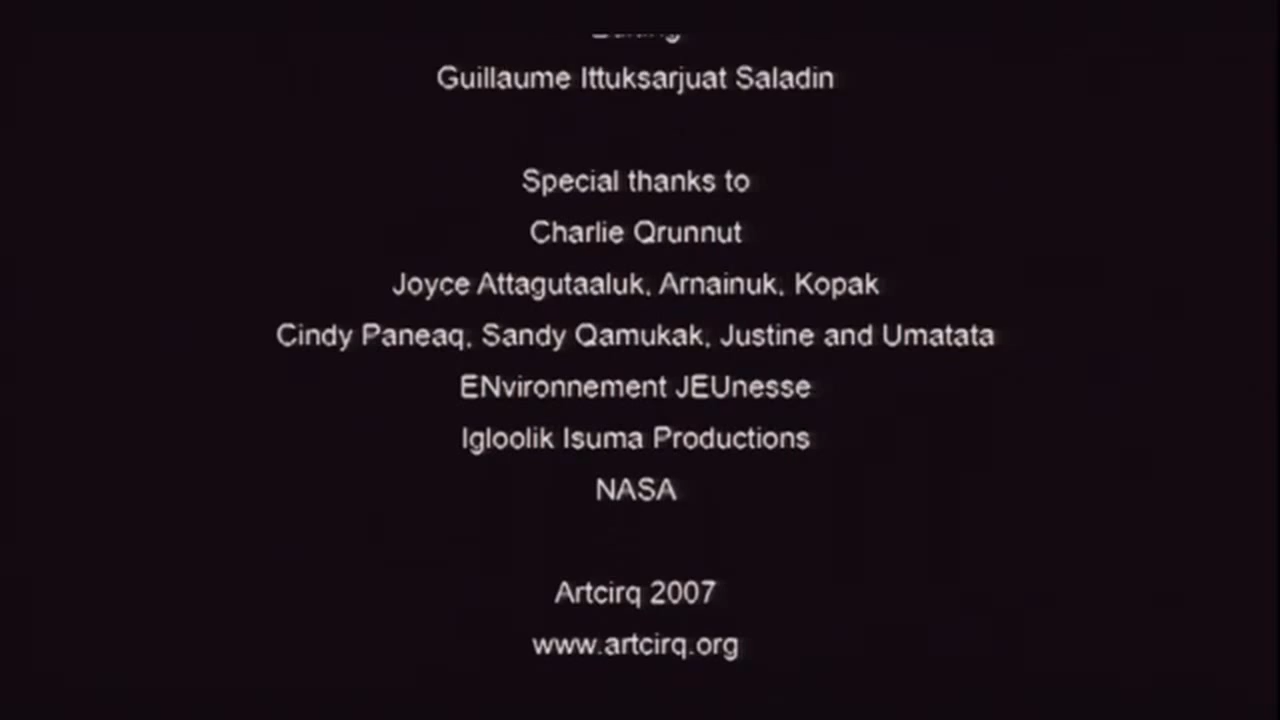 Guillaume Ittuksarjuat Saladin
Special thanks to
Charlie Qrunnut
Joyce Attagutaaluk, Arnainuk, Kopak
Cindy Paneaq, Sandy Qamukak, Justine and Umatata
ENvironnement JEUnesse
Igloolik Isuma Productions
NASA
Artcirq 2007
www.artcirq.org